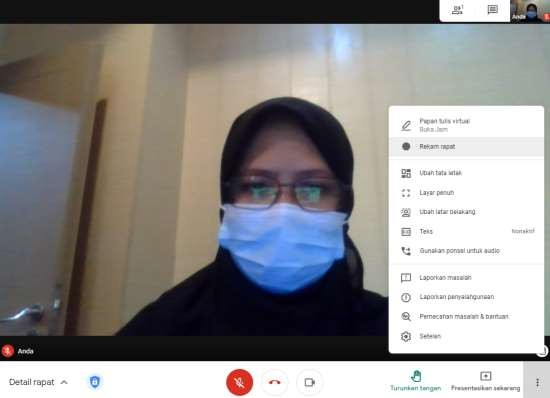 1
Anda
Papan tulis virtual
Buka Jam
Rekam rapat
Ubah tata letak
Layar penuh
Ubah latar belakang
Teks
Nonaktif
Gunakan ponsel untuk audio
Laporkan masalah
Laporkan penyalahgunaan
Pemecahan masalah & bantuan
Setelan
Anda
Detail rapat
Turunkan tangan
Presentasikan sekarang